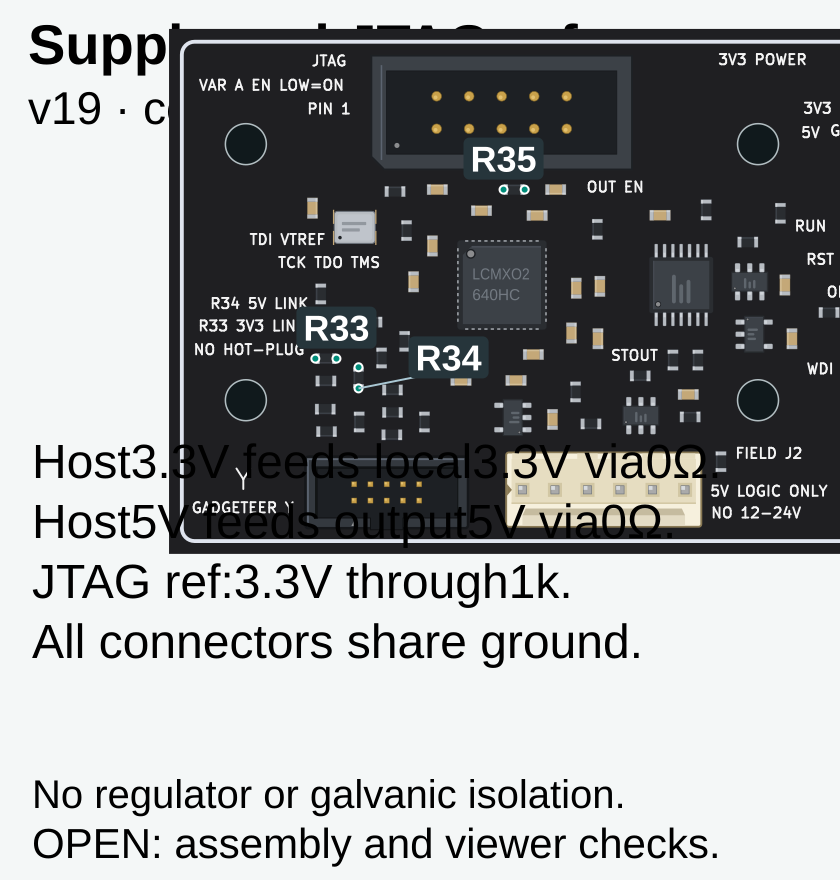 Supp
v19 · c
JTAG
VAR A EN LOW=ON
PIN 1
3V3 POWER
3V3
5V G
R35
OUT EN
RUN
TDI VTREF
TCK TDO TMS
RST
LCMXO2
640HC
R34 5V LINK
R33 3V3 LIN
NO HOT-PLUG
R33
R34
STOUT
WDI
Host3.3V feeds local3.3V via0Ω.
FIELD J2
Y
GADGETEER Y
5V LOGIC ONLY
NO 12-24V
Host5V feeds output5V via0Ω.
JTAG ref:3.3V through1k.
All connectors share ground.
No regulator or galvanic isolation.
OPEN: assembly and viewer checks.